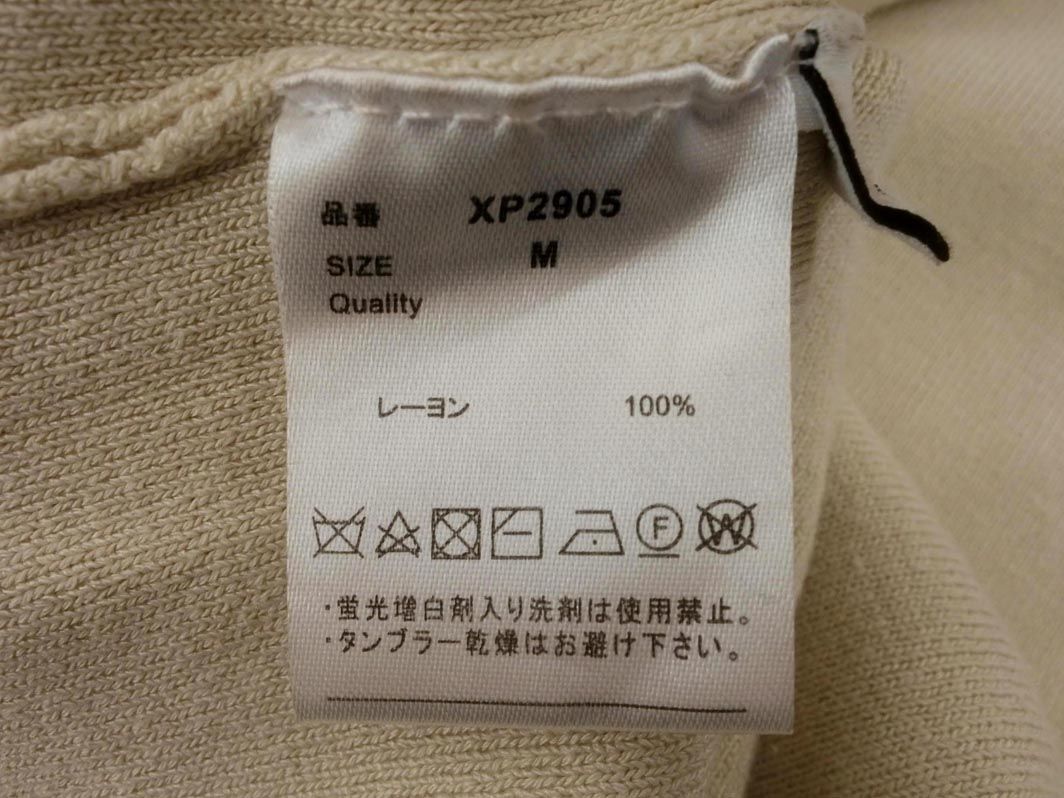 品番 XP2905
SIZE M
Quality
レーヨン 100%
F W
・蛍光増白剤入り洗剤は使用禁止。
・タンブラー乾燥はお避け下さい。